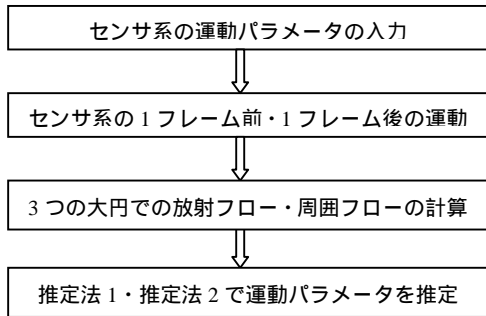 センサ系の運動パラメータの入力
センサ系の 1 フレーム前・1 フレーム後の運動
3 つの大円での放射フロー・周囲フローの計算
推定法 1・推定法 2 で運動パラメータを推定